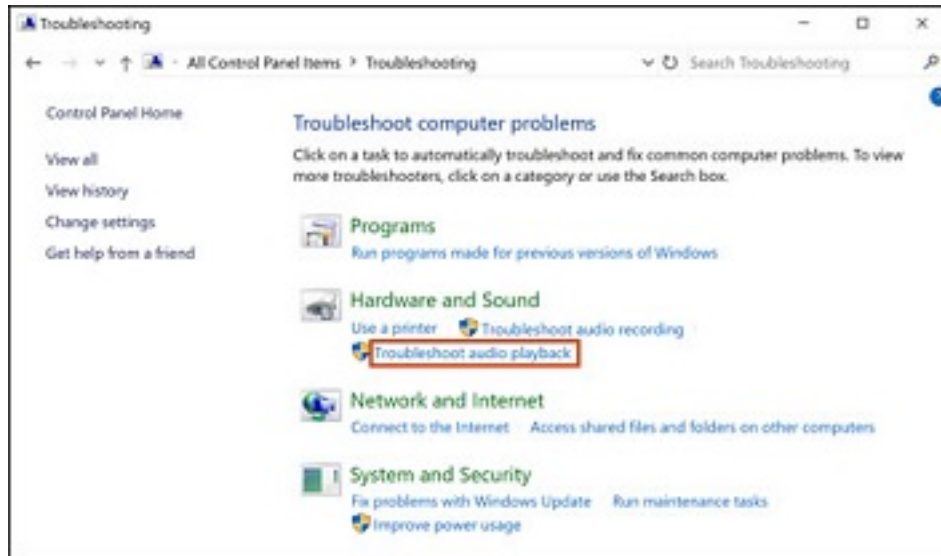 Troubleshooting
All Control Panel Items > Troubleshooting
Search Troubleshooting
Control Panel Home
View all
View history
Change settings
Get help from a friend
Troubleshoot computer problems
Click on a task to automatically troubleshoot and fix common computer problems. To view
more troubleshooters, click on a category or use the Search box.
Programs
Run programs made for previous versions of Windows
Hardware and Sound
Use a printer Troubleshoot audio recording
Troubleshoot audio playback
Network and Internet
Connect to the Internet Access shared files and folders on other computers
System and Security
Fix problems with Windows Update Run maintenance tasks
Improve power usage